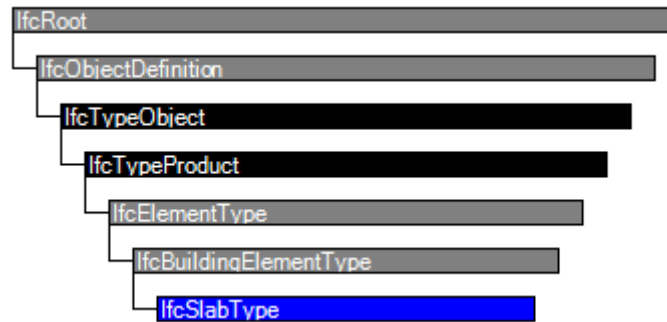 IfcRoot
IfcObjectDefinition
IfcTypeObject
IfcTypeProduct
IfcElementType
IfcBuildingElementType
IfcSlabType